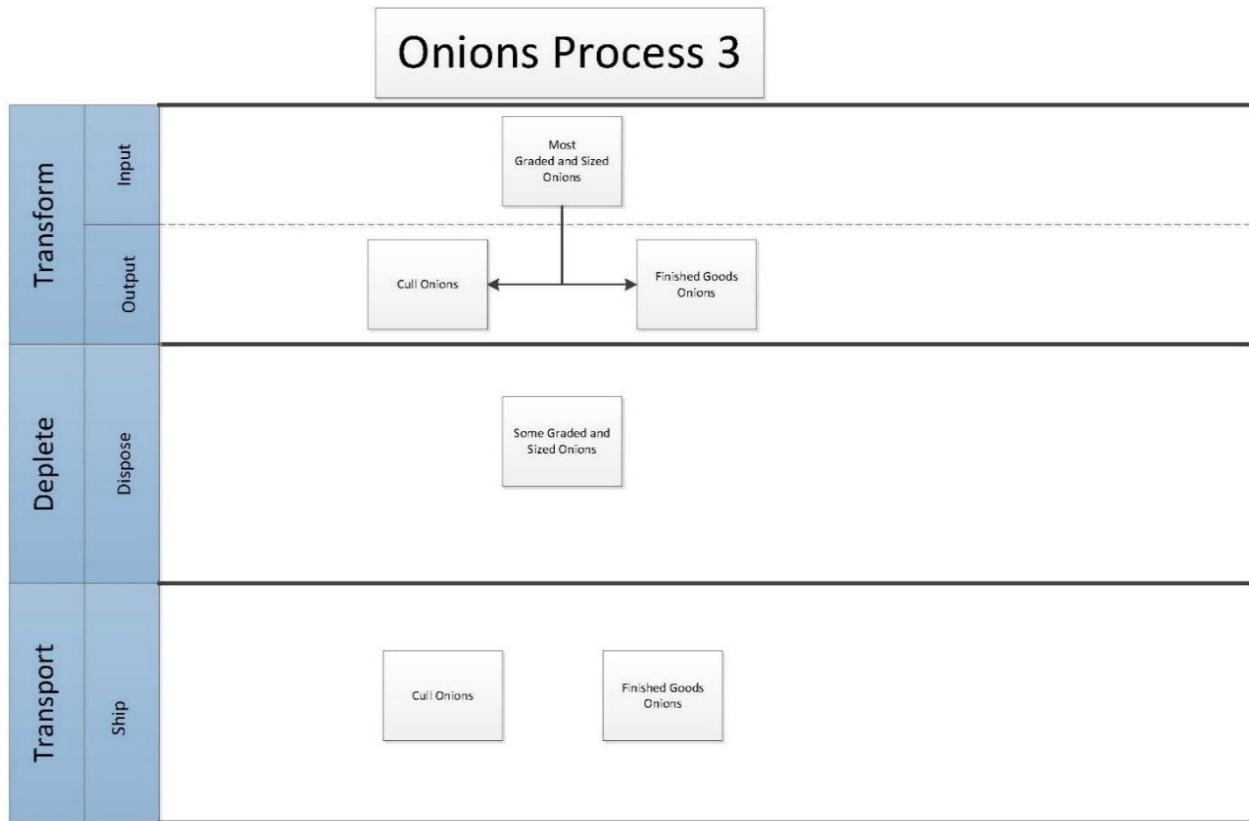 Onions Process 3
Transform
Input
Most
Graded and Sized
Onions
Output
Cull Onions
Finished Goods
Onions
Deplete
Dispose
Some Graded and
Sized Onions
Transport
Ship
Cull Onions
Finished Goods
Onions